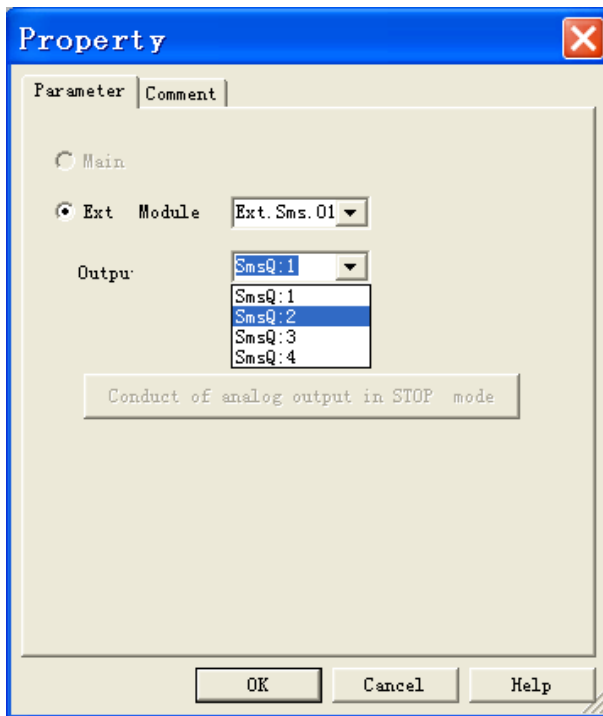 Property
Parameter Comment
Main
Ext Module Ext.Sms.01
Outpu SmsQ:1
SmsQ:1
SmsQ:2
SmsQ:3
SmsQ:4
Conduct of analog output in STOP mode
OK Cancel Help